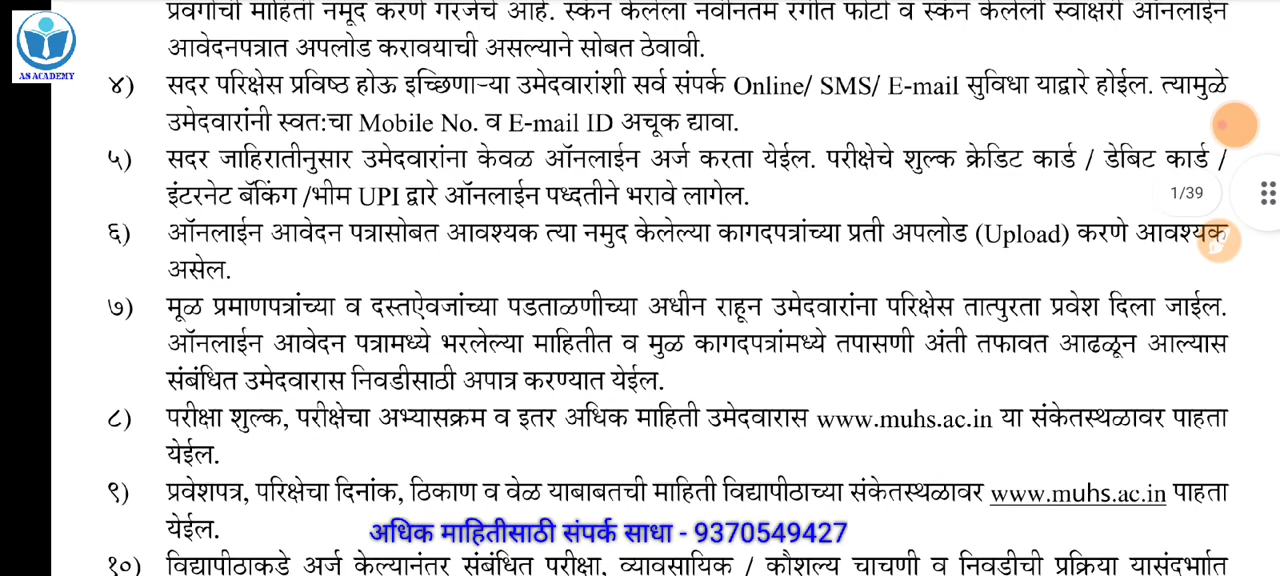 प्रवर्गाची माहिती नमूद करणे गरजेचे आहे. स्कॅन केलेला नवीनतम रंगीत फोटो व स्कॅन केलेली स्वाक्षरी ऑनलाईन
आवेदनपत्रात अपलोड करावयाची असल्याने सोबत ठेवावी.
AS ACADEMY
४) सदर परिक्षेस प्रविष्ठ होऊ इच्छिणाऱ्या उमेदवारांशी सर्व संपर्क Online/ SMS/ E-mail सुविधा याद्वारे होईल. त्यामुळे
उमेदवारांनी स्वत:चा Mobile No. व E-mail ID अचूक द्यावा.
५) सदर जाहिरातीनुसार उमेदवारांना केवळ ऑनलाईन अर्ज करता येईल. परीक्षेचे शुल्क क्रेडिट कार्ड / डेबिट कार्ड /
इंटरनेट बॅंकिंग /भीम UPI द्वारे ऑनलाईन पध्दतीने भरावे लागेल.
1/39
६) ऑनलाईन आवेदन पत्रासोबत आवश्यक त्या नमुद केलेल्या कागदपत्रांच्या प्रती अपलोड (Upload) करणे आवश्यक
असेल.
७) मूळ प्रमाणपत्रांच्या व दस्तऐवजांच्या पडताळणीच्या अधीन राहून उमेदवारांना परिक्षेस तात्पुरता प्रवेश दिला जाईल.
ऑनलाईन आवेदन पत्रामध्ये भरलेल्या माहितीत व मुळ कागदपत्रांमध्ये तपासणी अंती तफावत आढळून आल्यास
संबंधित उमेदवारास निवडीसाठी अपात्र करण्यात येईल.
८) परीक्षा शुल्क, परीक्षेचा अभ्यासक्रम व इतर अधिक माहिती उमेदवारास www.muhs.ac.in या संकेतस्थळावर पाहता
येईल.
९) प्रवेशपत्र, परिक्षेचा दिनांक, ठिकाण व वेळ याबाबतची माहिती विद्यापीठाच्या संकेतस्थळावर www.muhs.ac.in पाहता
येईल.
अधिक माहितीसाठी संपर्क साधा - 9370549427
१०) विद्यापीठाकडे अर्ज केल्यानंतर संबंधित परीक्षा, व्यावसायिक / कौशल्य चाचणी व निवडीची प्रक्रिया यासंदर्भात